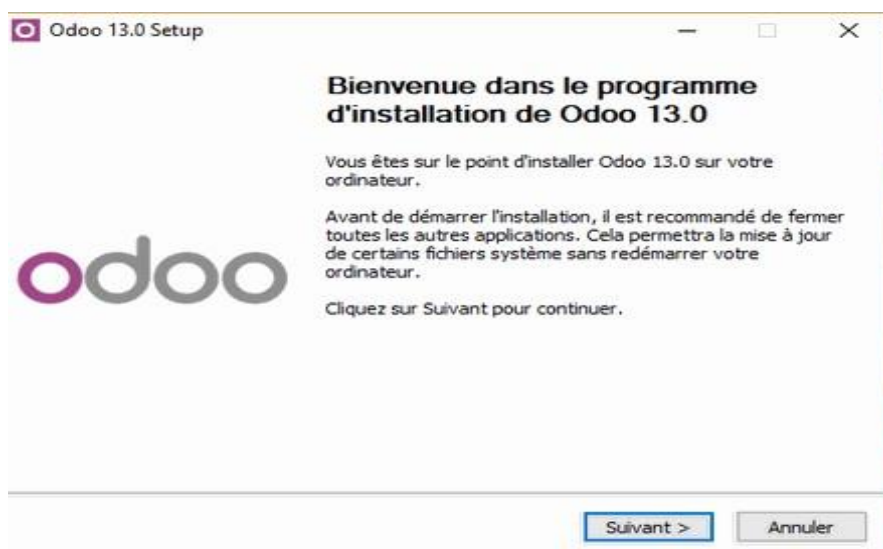 Odoo 13.0 Setup
Bienvenue dans le programme
d'installation de Odoo 13.0
Vous êtes sur le point d'installer Odoo 13.0 sur votre
ordinateur.
Avant de démarrer l'installation, il est recommandé de fermer
toutes les autres applications. Cela permettra la mise à jour
de certains fichiers système sans redémarrer votre
ordinateur.
odoo
Cliquez sur Suivant pour continuer.
Suivant >
Annuler